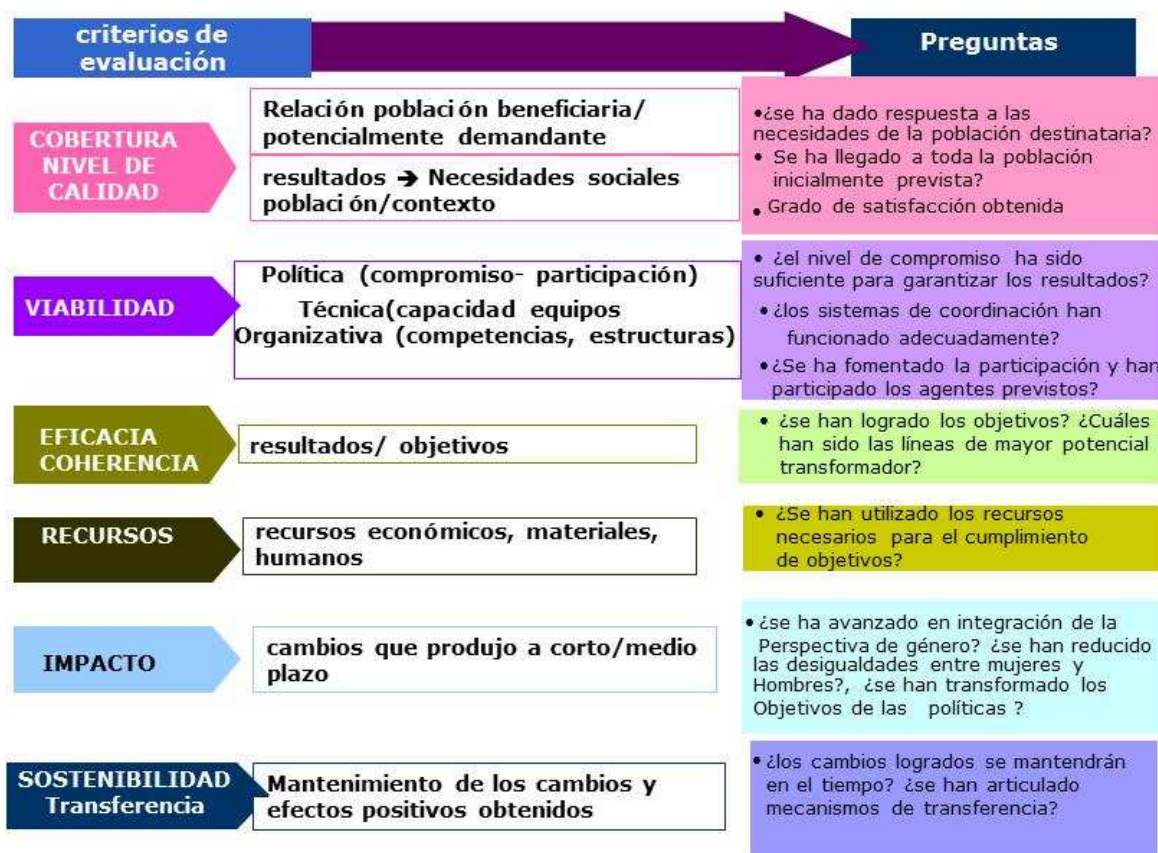 criterios de
evaluación
Preguntas
COBERTURA
NIVEL DE
CALIDAD
Relación población beneficiaria/
potencialmente demandante
resultados ➔ Necesidades sociales
población/contexto
•¿se ha dado respuesta a las
necesidades de la población destinataria?
• Se ha llegado a toda la población
inicialmente prevista?
• Grado de satisfacción obtenida
VIABILIDAD
Política (compromiso- participación)
Técnica(capacidad equipos
Organizativa (competencias, estructuras)
• ¿el nivel de compromiso ha sido
suficiente para garantizar los resultados?
• ¿los sistemas de coordinación han
funcionado adecuadamente?
•¿Se ha fomentado la participación y han
participado los agentes previstos?
EFICACIA
COHERENCIA
resultados/ objetivos
• ¿se han logrado los objetivos? ¿Cuáles
han sido las líneas de mayor potencial
transformador?
RECURSOS
recursos económicos, materiales,
humanos
• ¿Se han utilizado los recursos
necesarios para el cumplimiento
de objetivos?
IMPACTO
cambios que produjo a corto/medio
plazo
• ¿se ha avanzado en integración de la
Perspectiva de género? ¿se han reducido
las desigualdades entre mujeres y
Hombres?, ¿se han transformado los
Objetivos de las políticas ?
SOSTENIBILIDAD
Transferencia
Mantenimiento de los cambios y
efectos positivos obtenidos
• ¿los cambios logrados se mantendrán
en el tiempo? ¿se han articulado
mecanismos de transferencia?